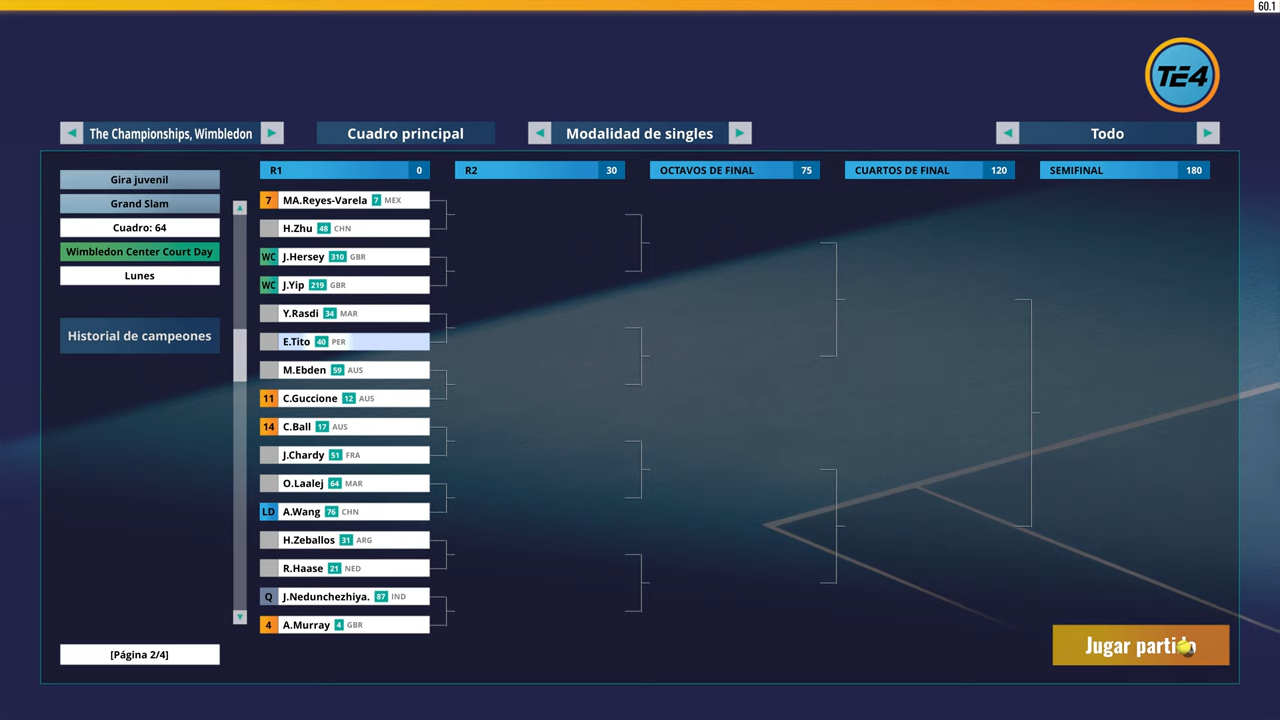 60.1
TE4
The Championships, Wimbledon
Cuadro principal
Modalidad de singles
Todo
Gira juvenil
Grand Slam
Cuadro: 64
Wimbledon Center Court Day
Lunes
Historial de campeones
[Página 2/4]
R1 0
R2 30
OCTAVOS DE FINAL 75
CUARTOS DE FINAL 120
SEMIFINAL 180
7 MA.Reyes-Varela 7 MEX
H.Zhu 48 CHN
WC J.Hersey 310 GBR
WC J.Yip 219 GBR
Y.Rasdi 34 MAR
E.Tito 40 PER
M.Ebden 59 AUS
11 C.Guccione 12 AUS
14 C.Ball 17 AUS
J.Chardy 51 FRA
O.Laalej 64 MAR
LD A.Wang 76 CHN
H.Zeballos 31 ARG
R.Haase 21 NED
Q J.Nedunchezhiya. 87 IND
4 A.Murray 4 GBR
Jugar partido